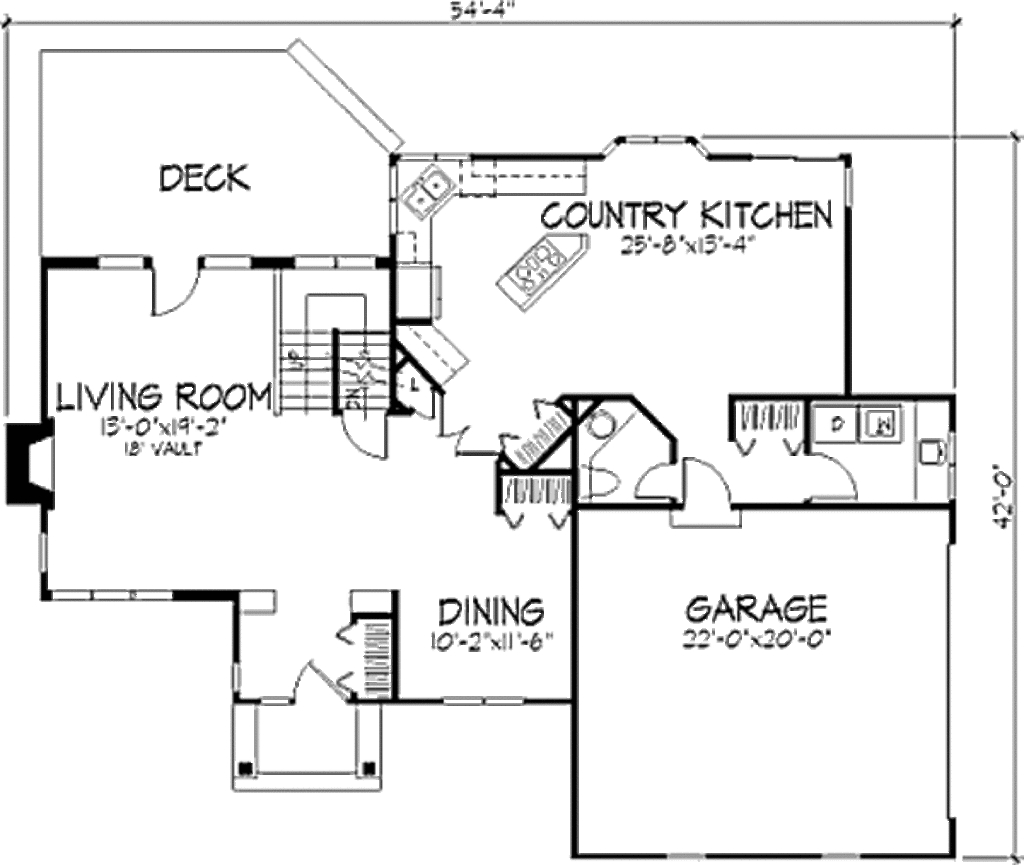 54'-4"
DECK
COUNTRY KITCHEN
25'-8"x13'-4"
UP
DN
L
LIVING ROOM
13'-0"x19'-2"
18' VAULT
D
W
42'-0"
DINING
10'-2"x11'-6"
GARAGE
22'-0"x20'-0"